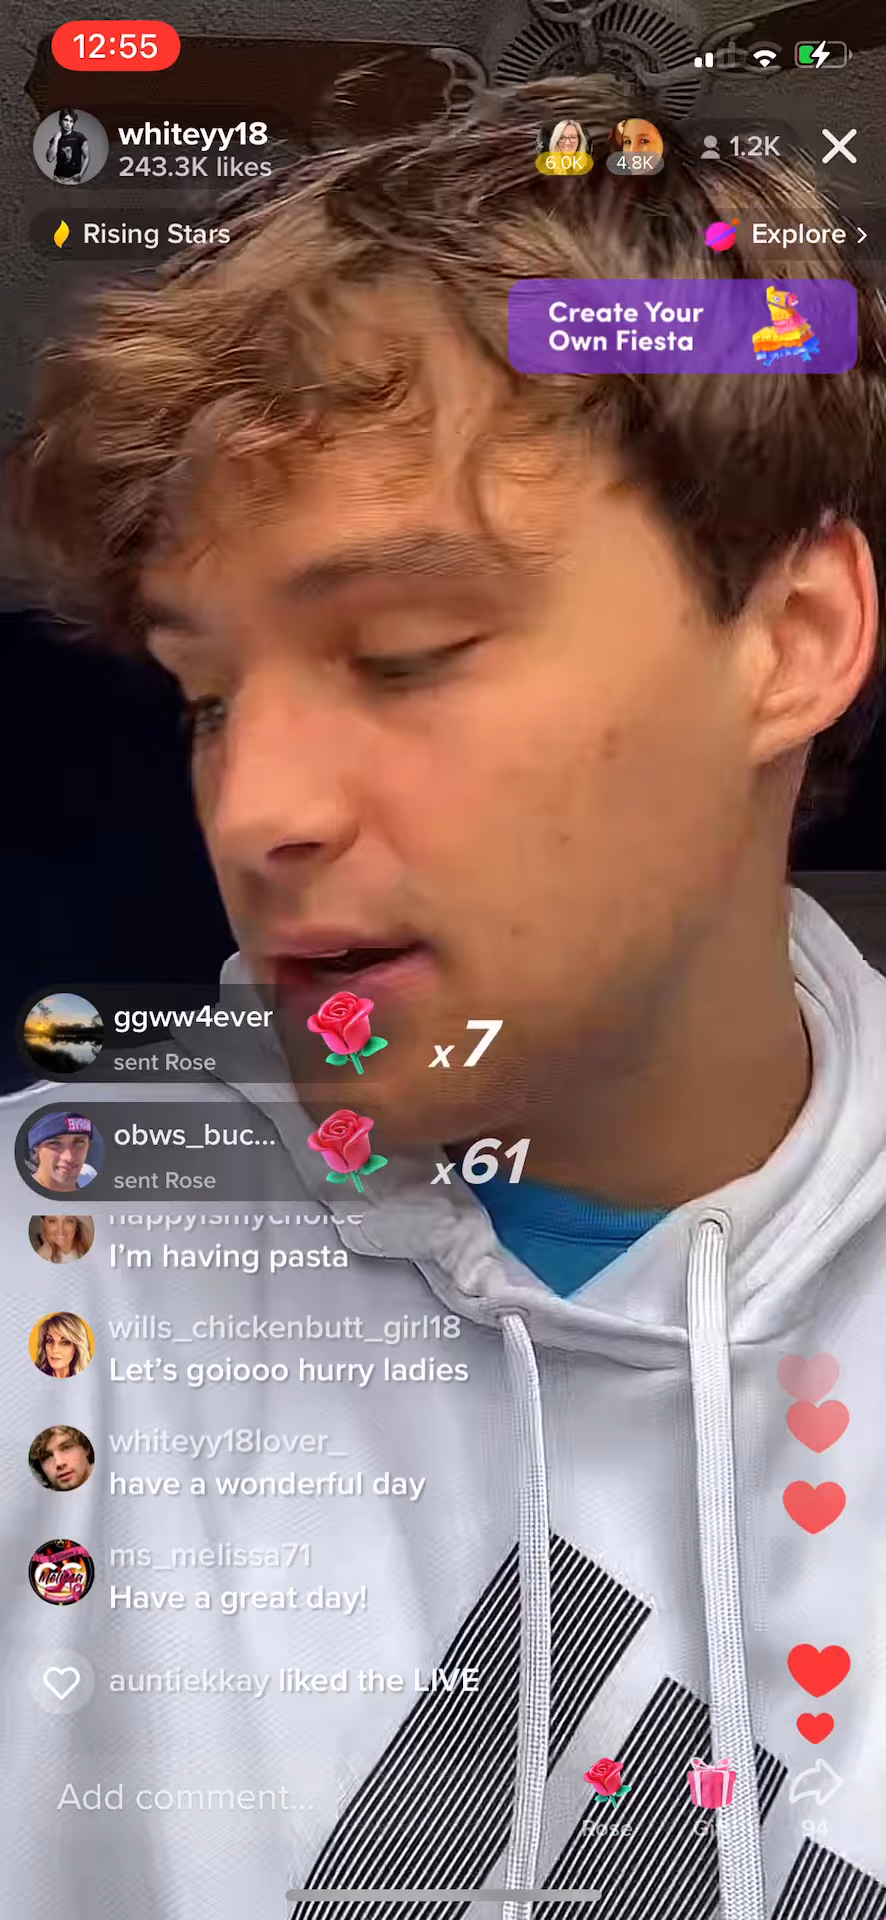 12:55
whiteyy18
243.3K likes
6.0K
4.8K
1.2K
Rising Stars
Explore >
Create Your
Own Fiesta
ggww4ever
sent Rose
x7
obws_buc...
sent Rose
x61
happyismychoice
I'm having pasta
wills_chickenbutt_girl18
Let's goiooo hurry ladies
whiteyy18lover_
have a wonderful day
ms_melissa71
Have a great day!
auntiekkay liked the LIVE
Add comment...
Rose
94